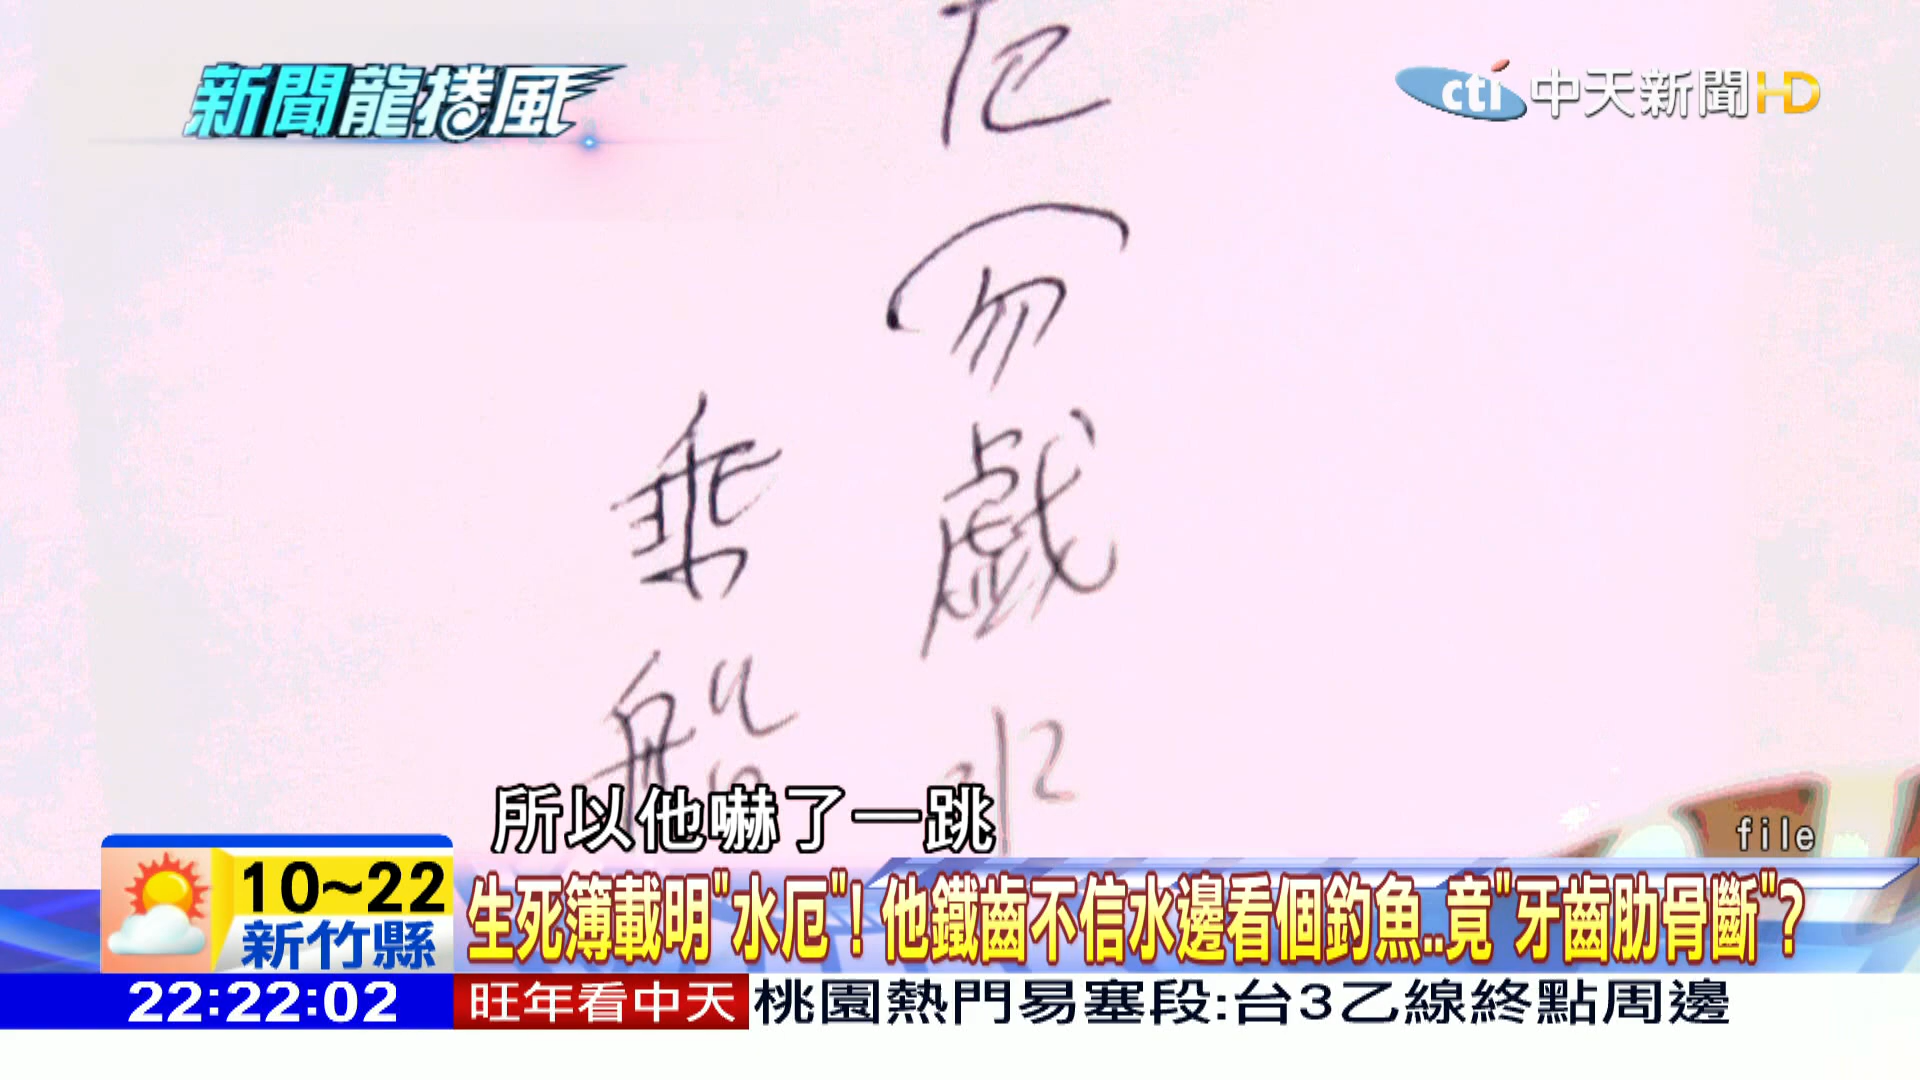 新聞龍捲風
cti中天新聞HD
厄(勿戲水
乘船
所以他嚇了一跳
file
10~22
新竹縣
生死簿載明"水厄"! 他鐵齒不信水邊看個釣魚..竟"牙齒肋骨斷"?
22:22:02
旺年看中天
桃園熱門易塞段:台3乙線終點周邊